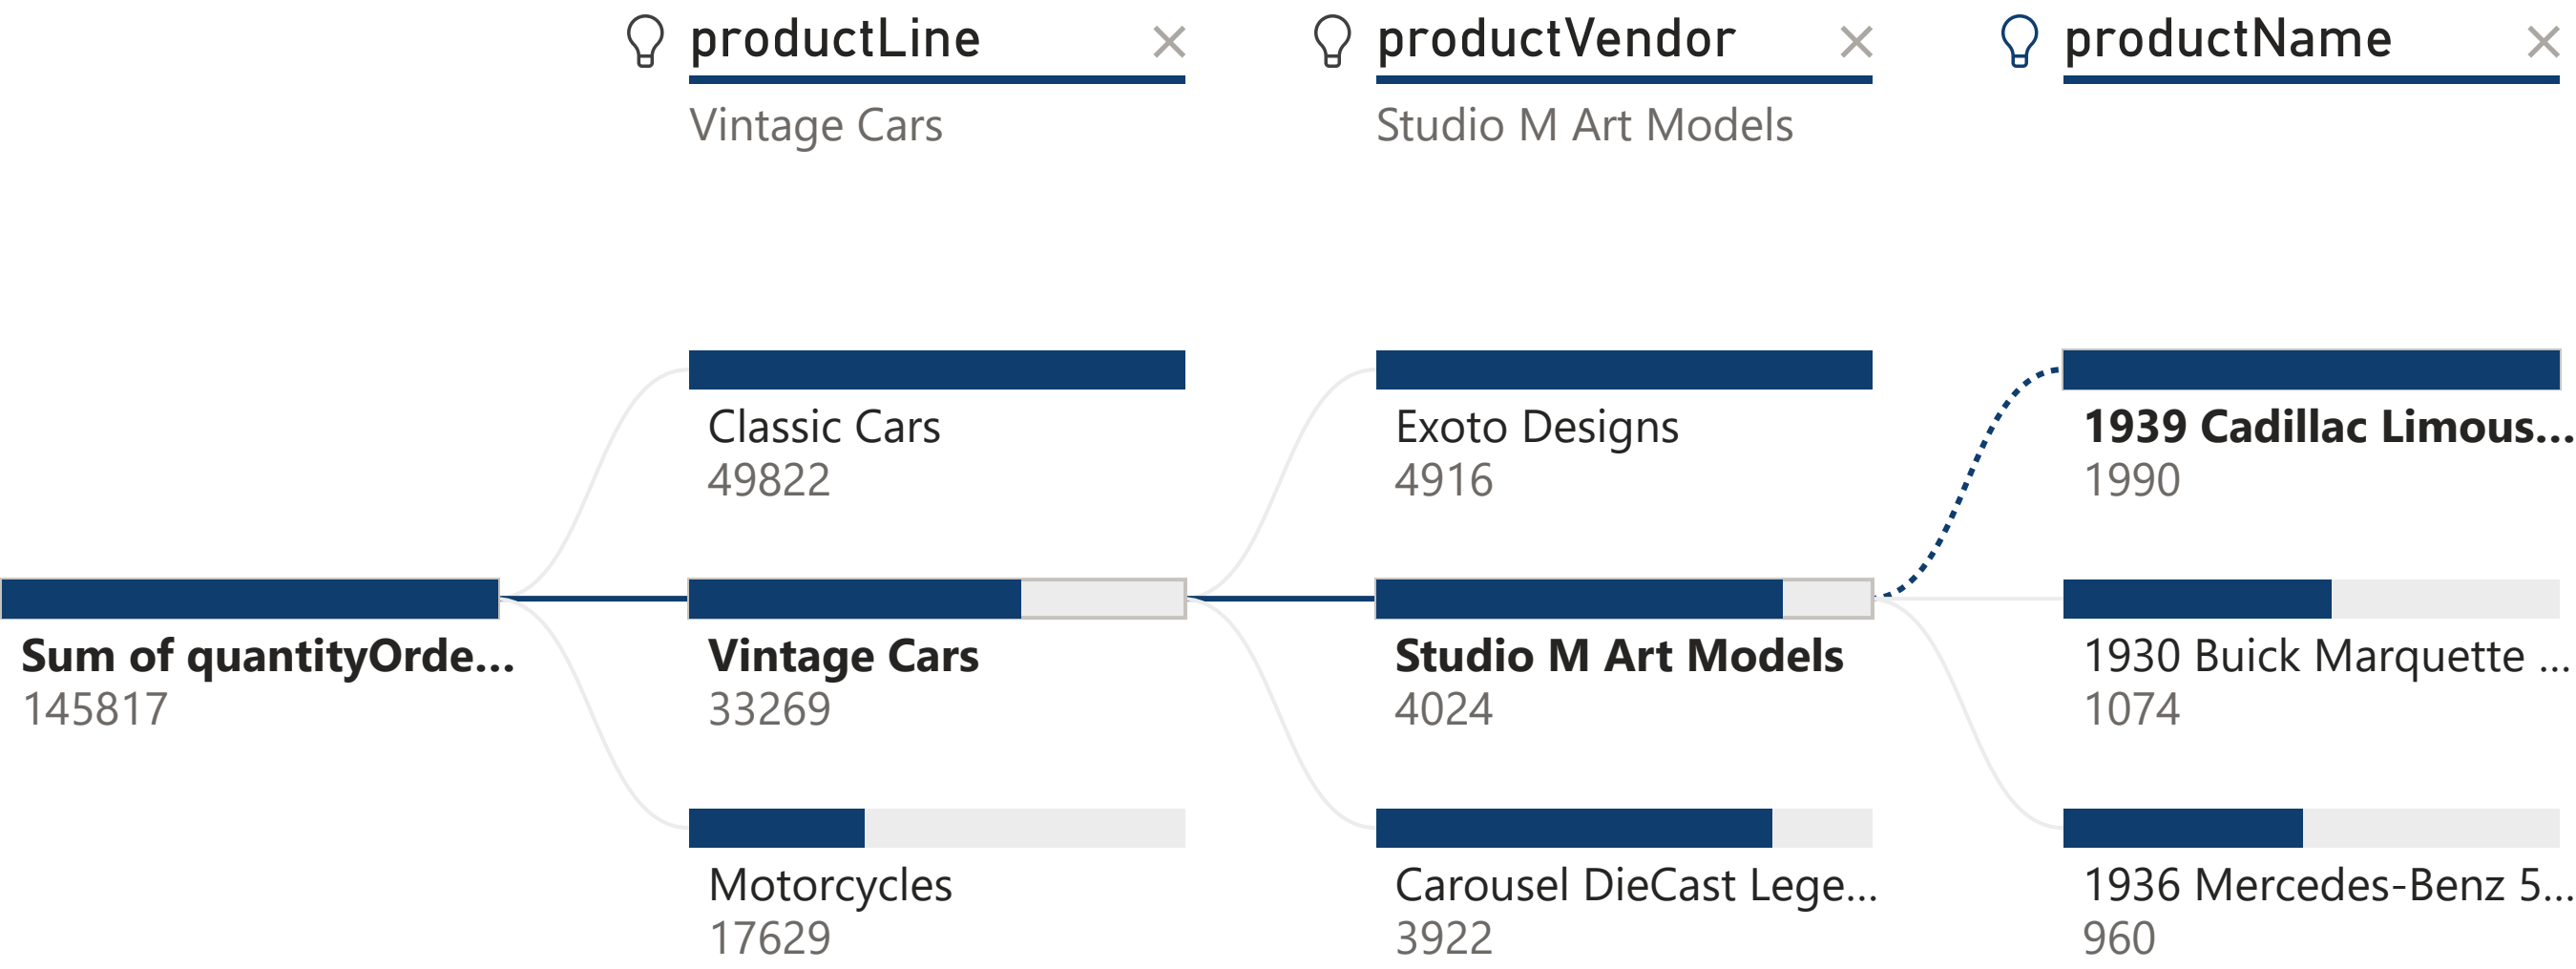 productLine
Vintage Cars
productVendor
Studio M Art Models
productName
Classic Cars
49822
Exoto Designs
4916
1939 Cadillac Limous...
1990
Sum of quantityOrde...
145817
Vintage Cars
33269
Studio M Art Models
4024
1930 Buick Marquette ...
1074
Motorcycles
17629
Carousel DieCast Lege...
3922
1936 Mercedes-Benz 5...
960